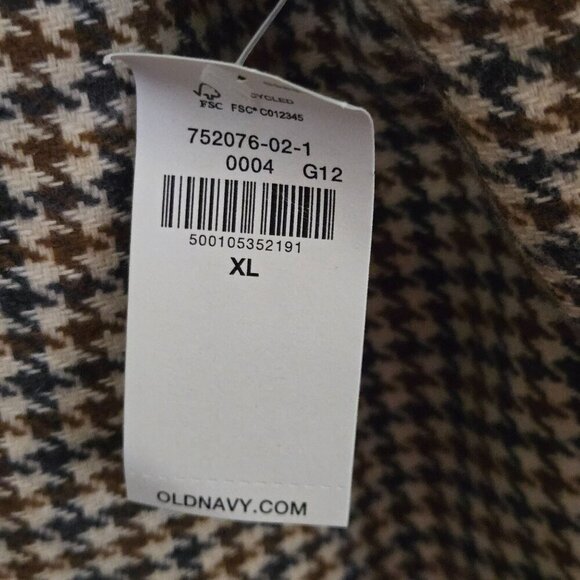 FSC FSC® C012345
752076-02-1
0004 G12
500105352191
XL
OLDNAVY.COM